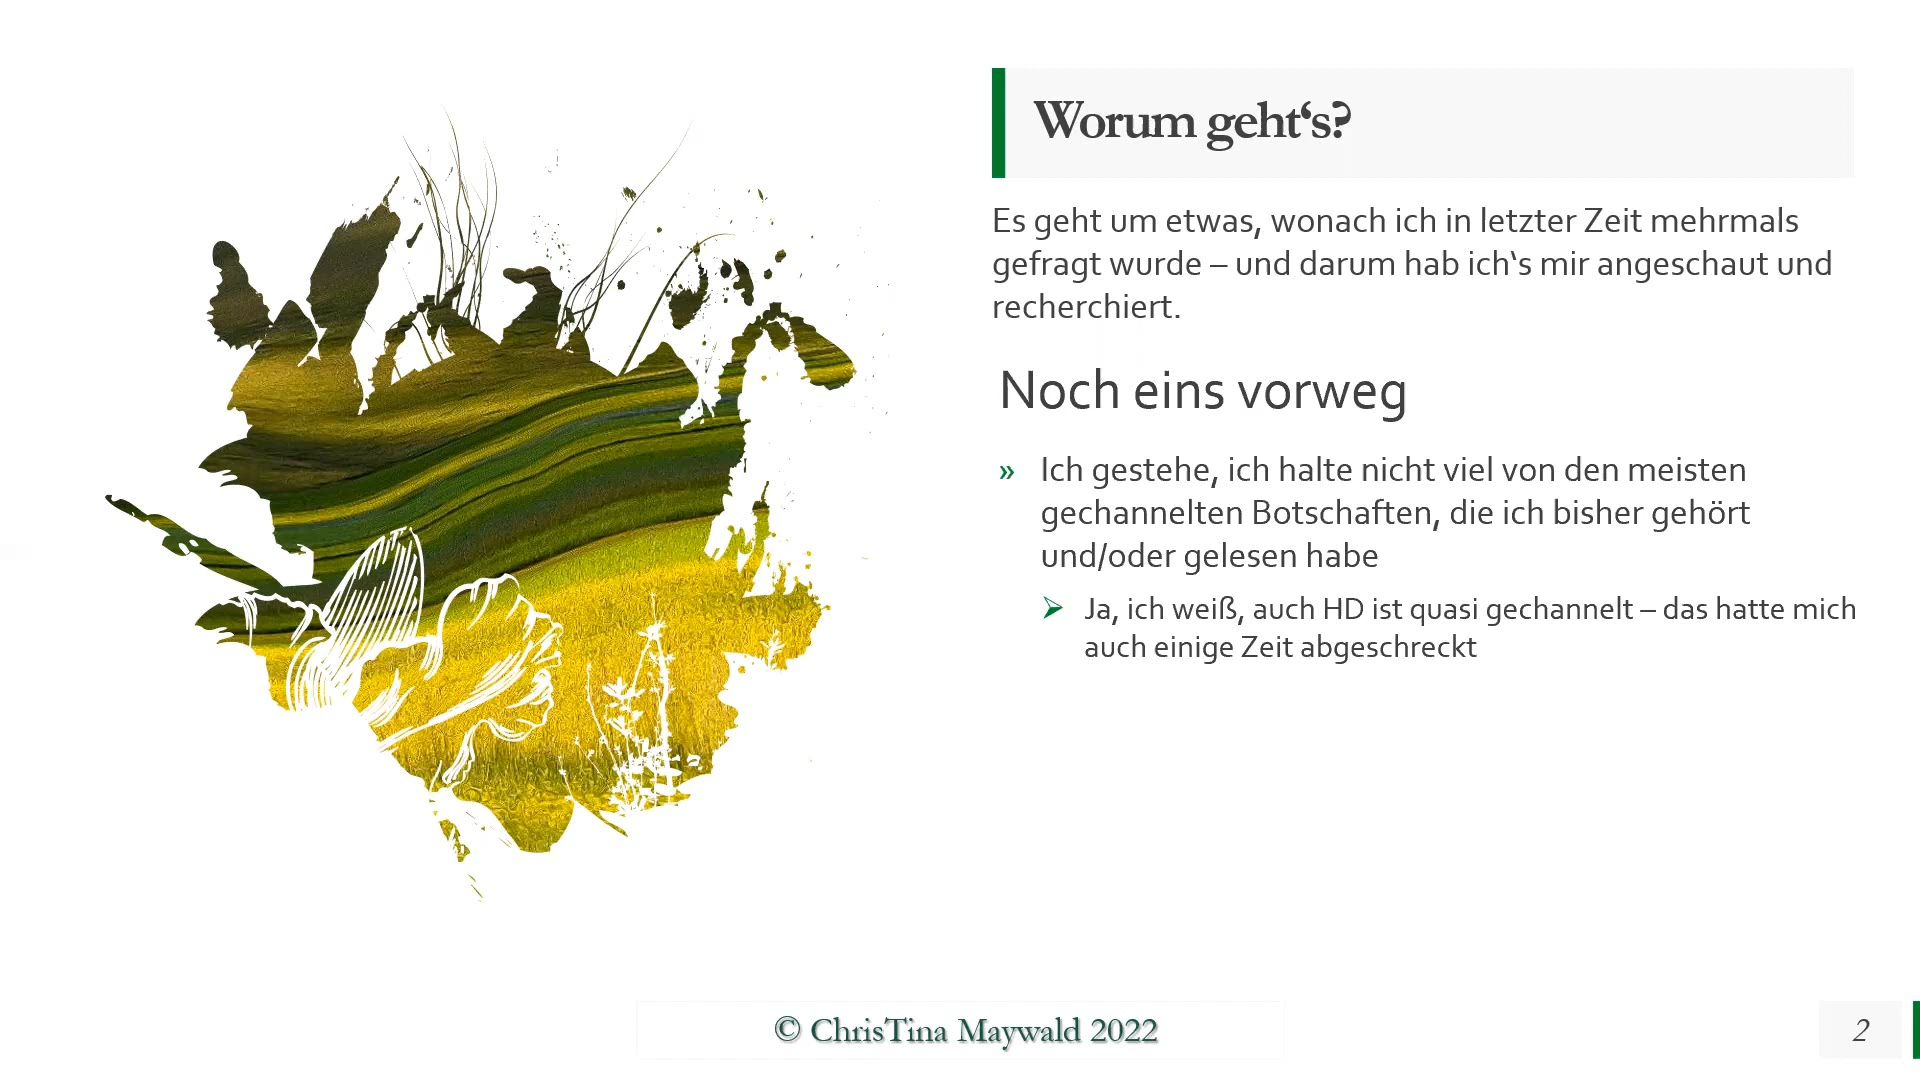 Worum geht‘s?
Es geht um etwas, wonach ich in letzter Zeit mehrmals
gefragt wurde – und darum hab ich‘s mir angeschaut und
recherchiert.
Noch eins vorweg
» Ich gestehe, ich halte nicht viel von den meisten
gechannelten Botschaften, die ich bisher gehört
und/oder gelesen habe
➢ Ja, ich weiß, auch HD ist quasi gechannelt – das hatte mich
auch einige Zeit abgeschreckt
© ChrisTina Maywald 2022
2